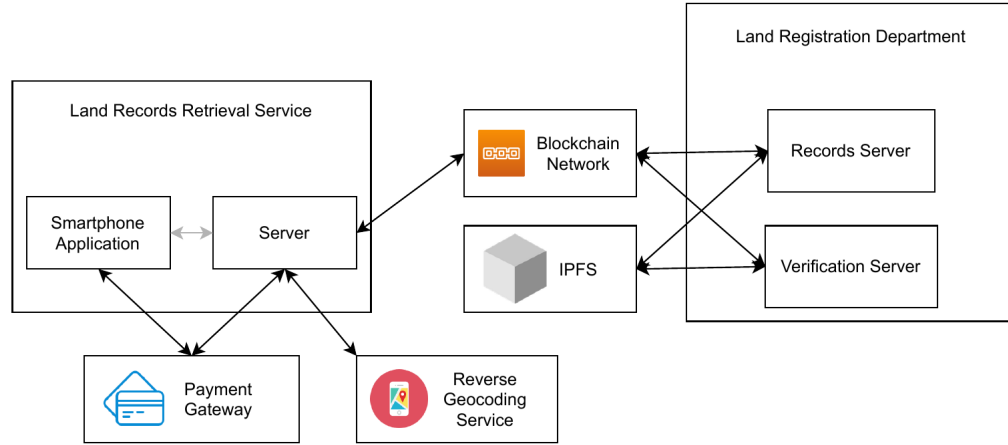 Land Registration Department
Land Records Retrieval Service
Blockchain
Network
Records Server
Smartphone
Application
Server
IPFS
Verification Server
Payment
Gateway
Reverse
Geocoding
Service